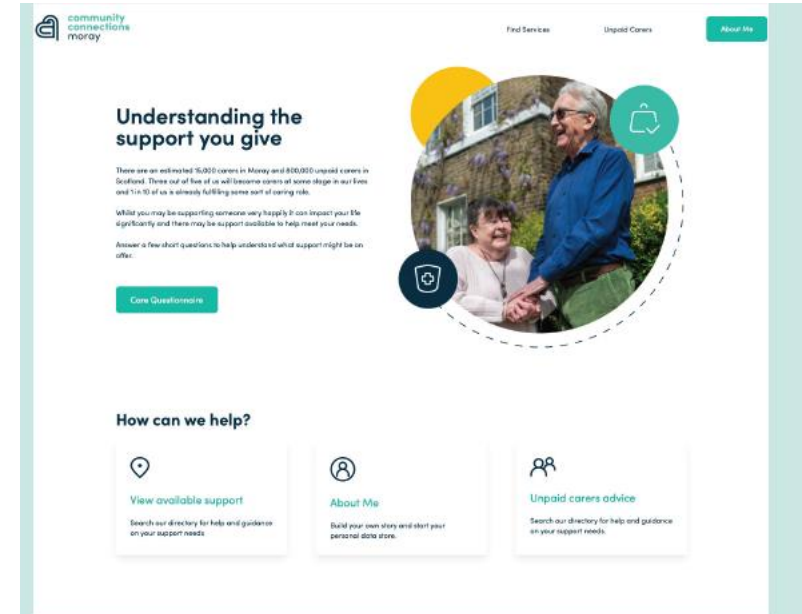 community
connections
moray
Find Services
Unpaid Carers
About Me
Understanding the
support you give
There are an estimated 15,000 carers in Moray and 800,000 unpaid carers in
Scotland. Three out of five of us will become carers at some stage in our lives
and 1 in 10 of us is already fulfilling some sort of caring role.
Whilst you may be supporting someone very happily it can impact your life
significantly and there may be support available to help meet your needs.
Answer a few short questions to help understand what support might be on
offer.
Care Questionnaire
How can we help?
View available support
Search our directory for help and guidance
on your support needs
About Me
Build your own story and start your
personal data store.
Unpaid carers advice
Search our directory for help and guidance
on your support needs.